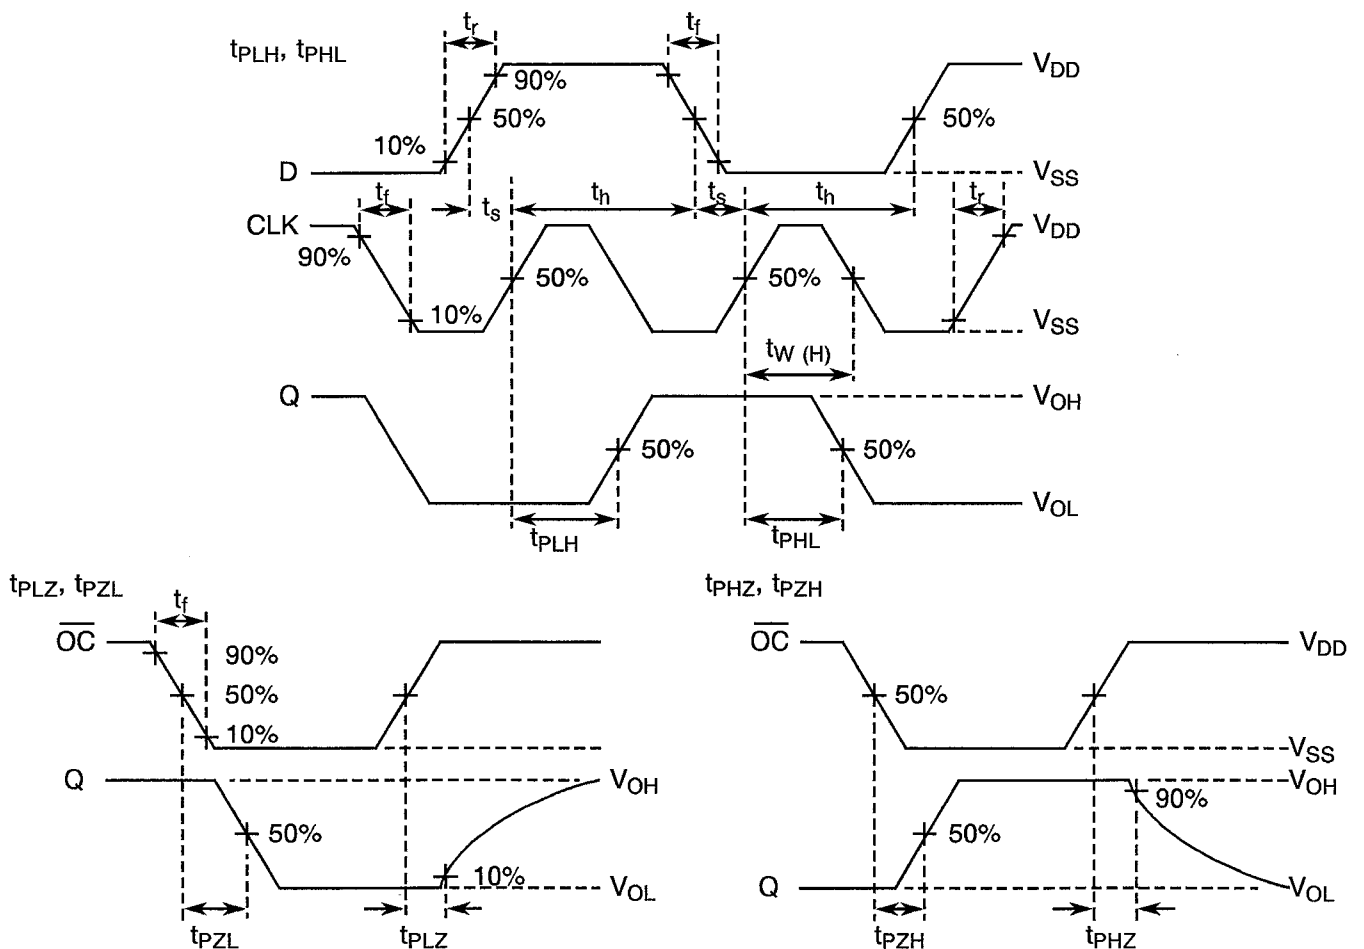 tPLH, tPHL
tr
tf
VDD
90%
50%
50%
10%
D
VSS
tf
ts
th
ts
th
tr
CLK
VDD
90%
50%
50%
10%
VSS
tW (H)
Q
VOH
50%
50%
VOL
tPLH
tPHL
tPLZ, tPZL
tf
OC
90%
50%
10%
Q
VOH
50%
10%
VOL
tPZL
tPLZ
tPHZ, tPZH
OC
VDD
50%
VSS
VOH
90%
50%
Q
VOL
tPZH
tPHZ